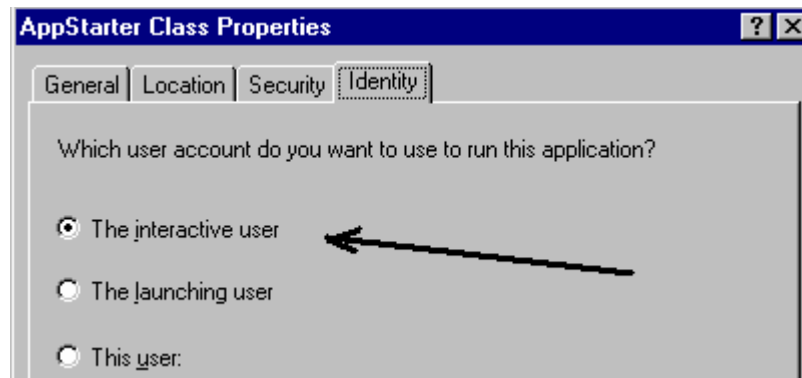 AppStarter Class Properties
General Location Security Identity
Which user account do you want to use to run this application?
The interactive user
The launching user
This user: